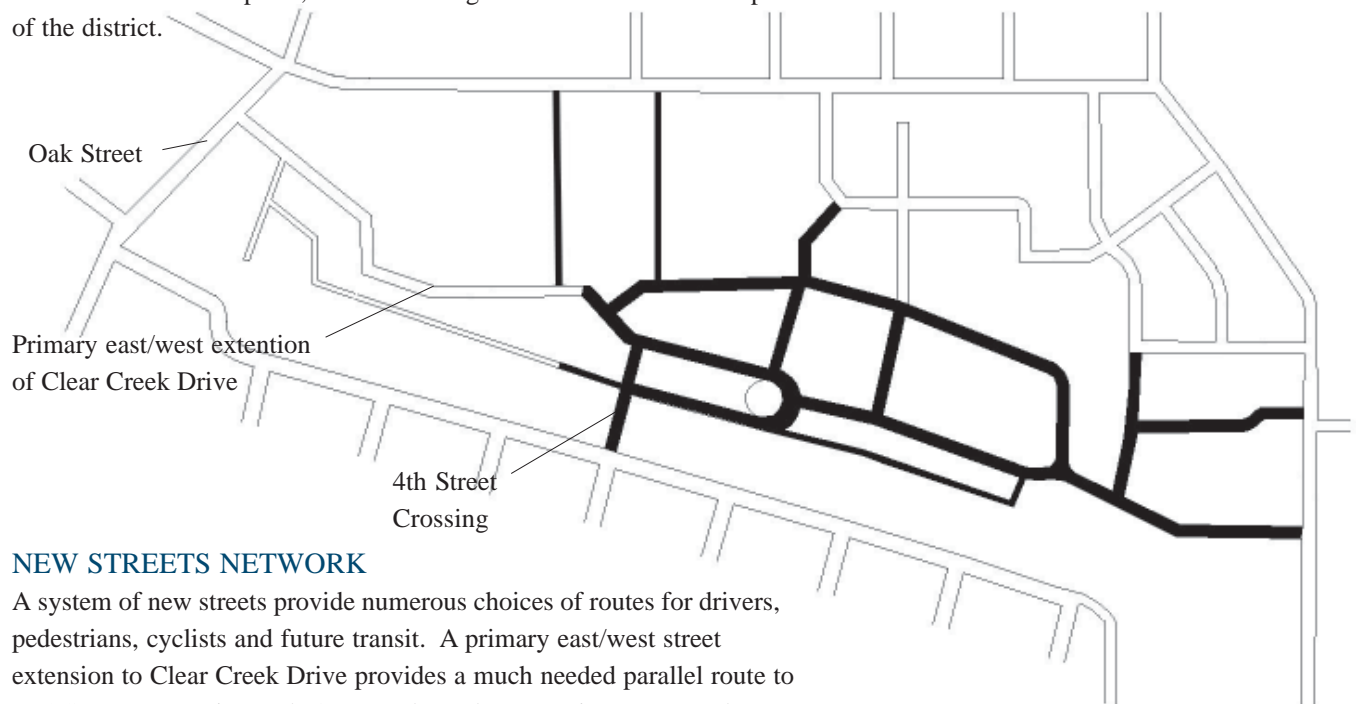 of the district.
Oak Street
Primary east/west extention
of Clear Creek Drive
4th Street
Crossing
NEW STREETS NETWORK
A system of new streets provide numerous choices of routes for drivers,
pedestrians, cyclists and future transit. A primary east/west street
extension to Clear Creek Drive provides a much needed parallel route to